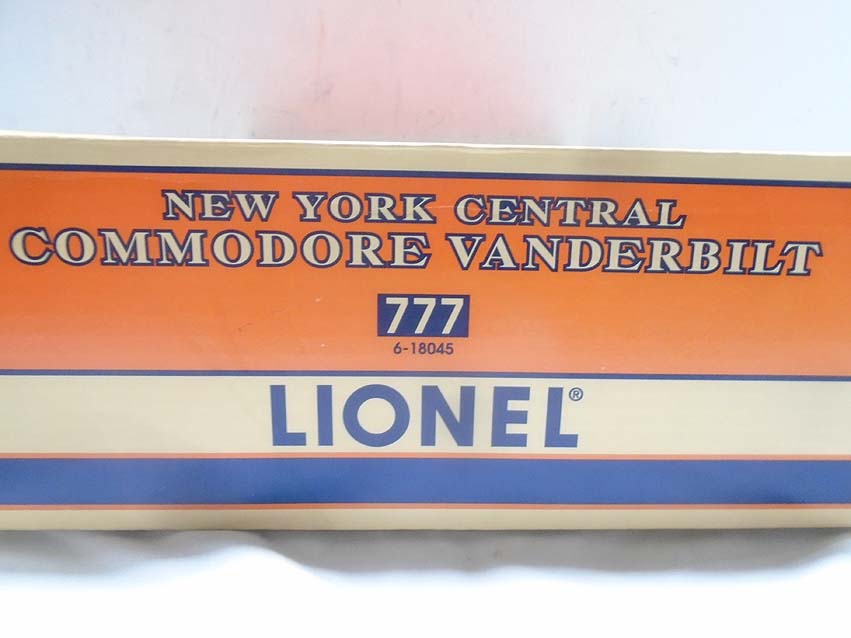 NEW YORK CENTRAL
COMMODORE VANDERBILT
777
6-18045
LIONEL®